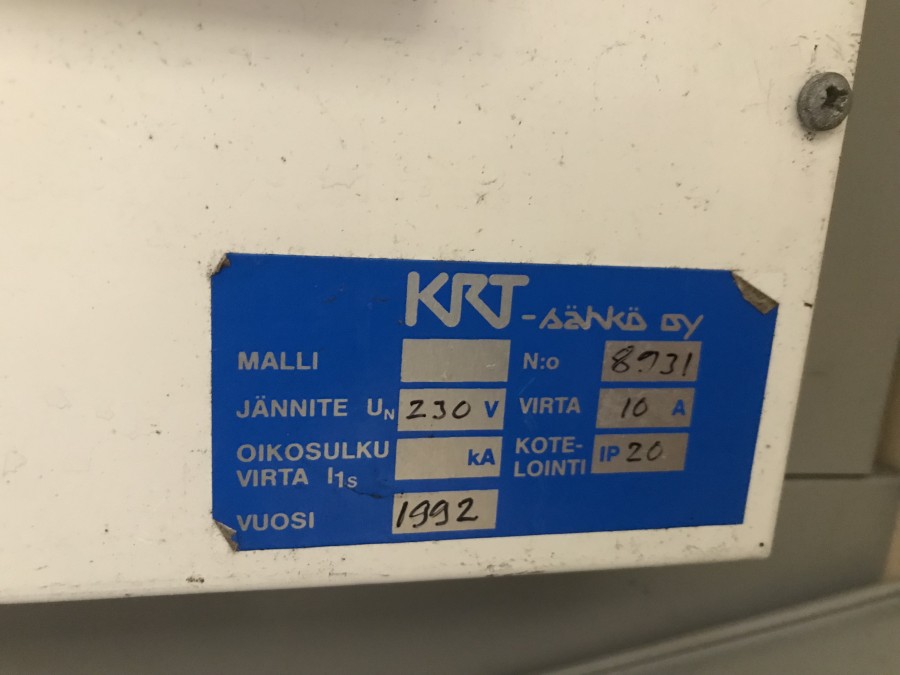 KRT-sähkö oy
MALLI N:o 8931
JÄNNITE UN 230 V VIRTA 10 A
OIKOSULKU VIRTA I1s kA KOTE-LOINTI IP 20
VUOSI 1992